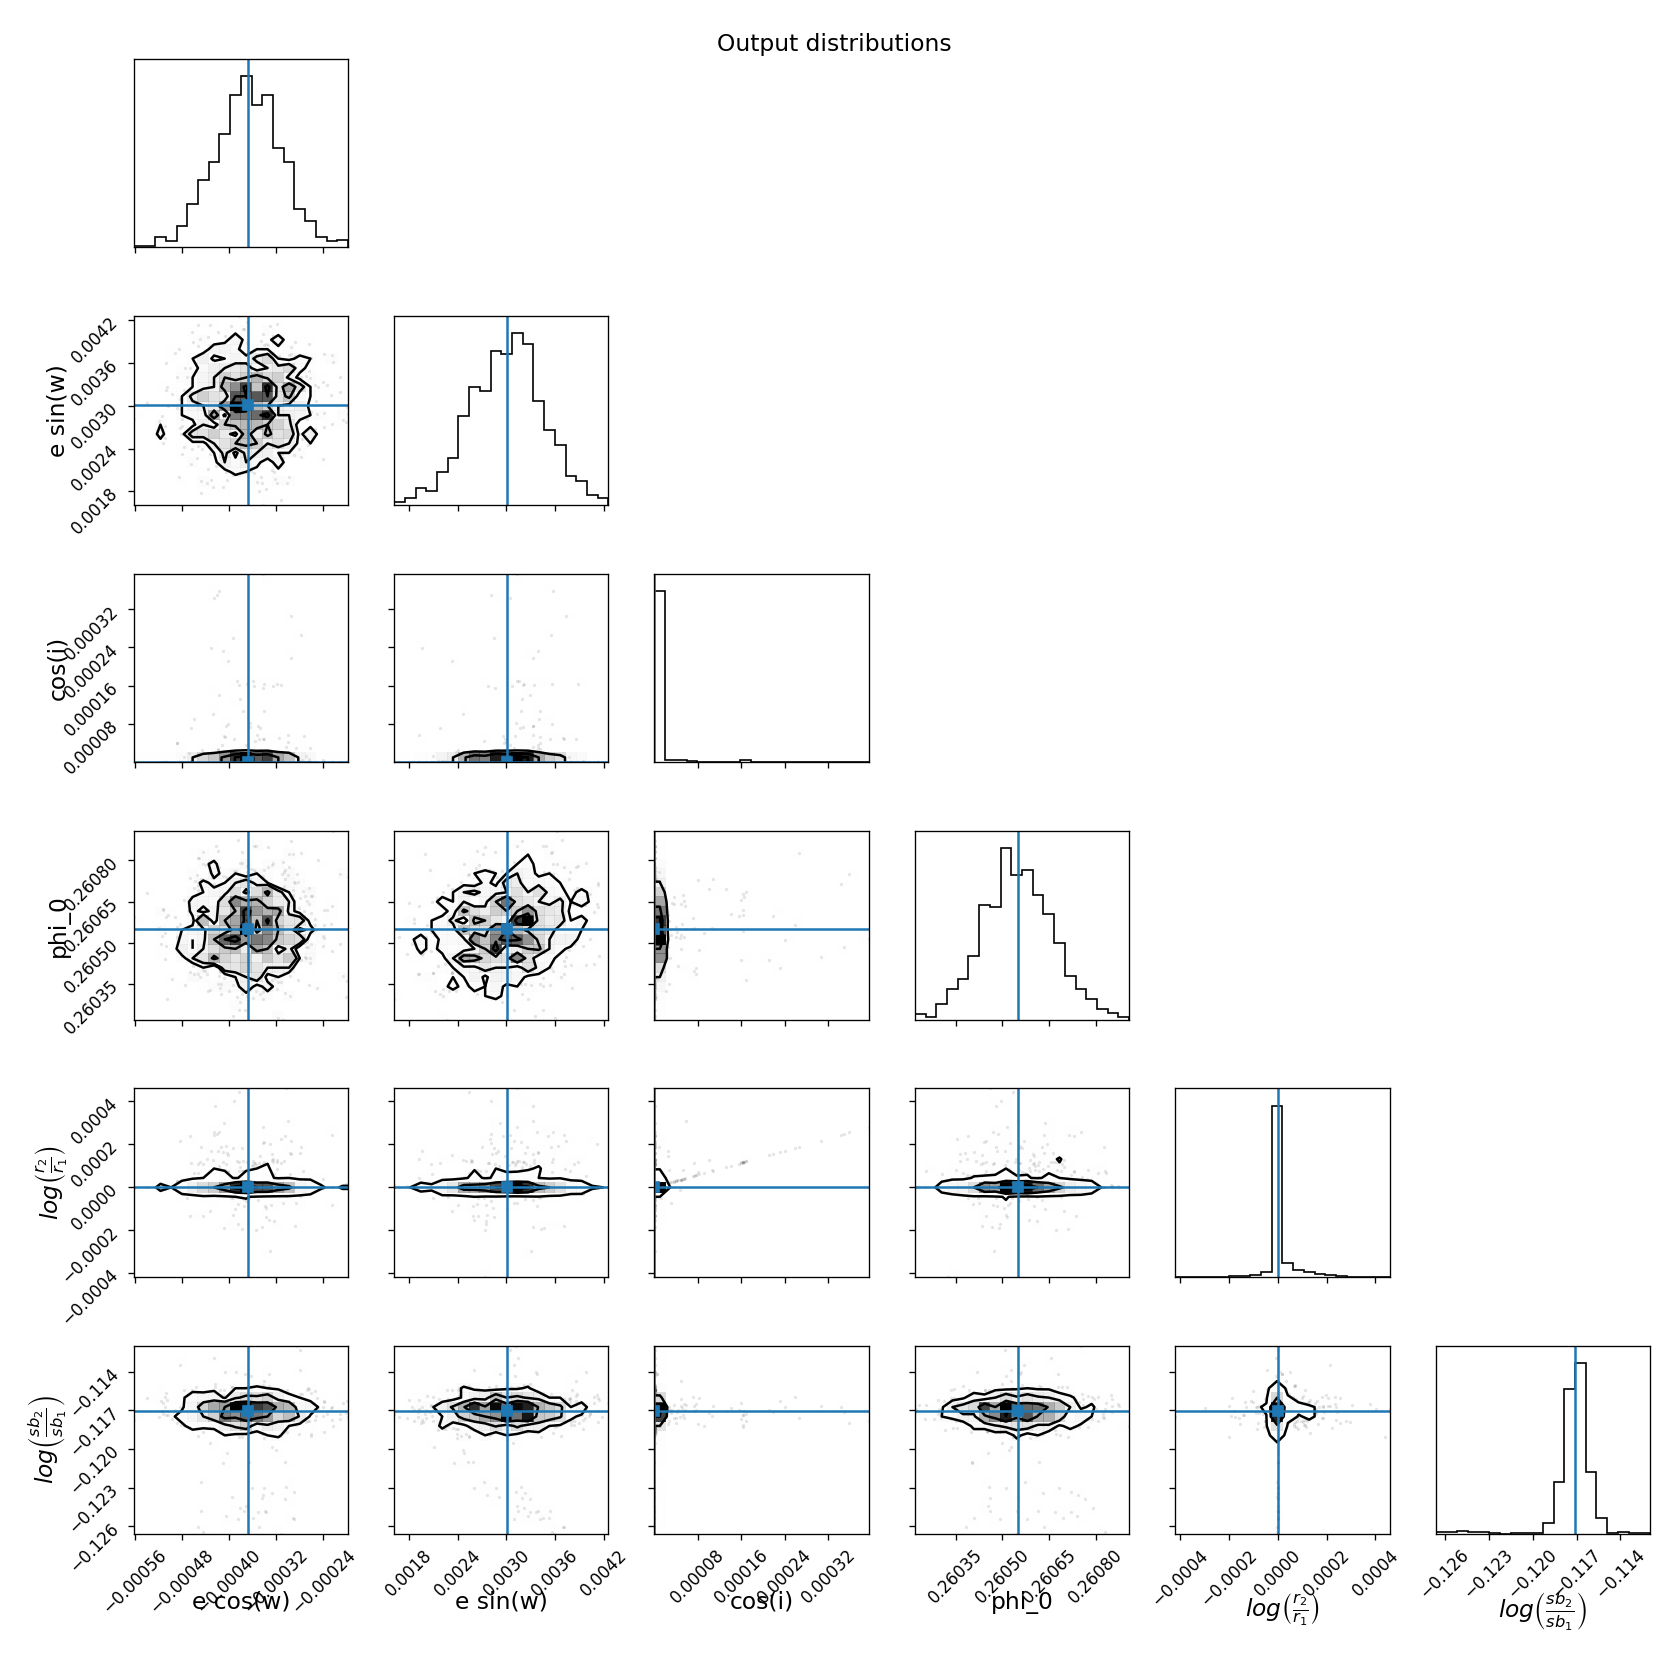 Output distributions
e sin(w)
0.0042
0.0036
0.0030
0.0024
0.0018
cos(i)
0.00032
0.00024
0.00016
0.00008
phi_0
0.26080
0.26065
0.26050
0.26035
log(r2/r1)
0.0004
0.0002
0.0000
−0.0002
−0.0004
log(sb2/sb1)
−0.114
−0.117
−0.120
−0.123
−0.126
−0.00056 −0.00048 −0.00040 −0.00032 −0.00024
0.0018 0.0024 0.0030 0.0036 0.0042
0.00008 0.00016 0.00024 0.00032
0.26035 0.26050 0.26065 0.26080
−0.0004 −0.0002 0.0000 0.0002 0.0004
−0.126 −0.123 −0.120 −0.117 −0.114
e cos(w) e sin(w) cos(i) phi_0 log(r2/r1) log(sb2/sb1)